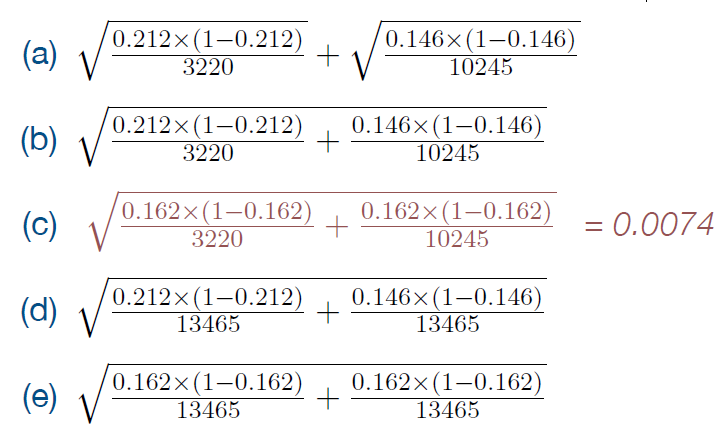 (a) √(0.212×(1−0.212)/3220) + √(0.146×(1−0.146)/10245)
(b) √(0.212×(1−0.212)/3220 + 0.146×(1−0.146)/10245)
(c) √(0.162×(1−0.162)/3220 + 0.162×(1−0.162)/10245) = 0.0074
(d) √(0.212×(1−0.212)/13465 + 0.146×(1−0.146)/13465)
(e) √(0.162×(1−0.162)/13465 + 0.162×(1−0.162)/13465)